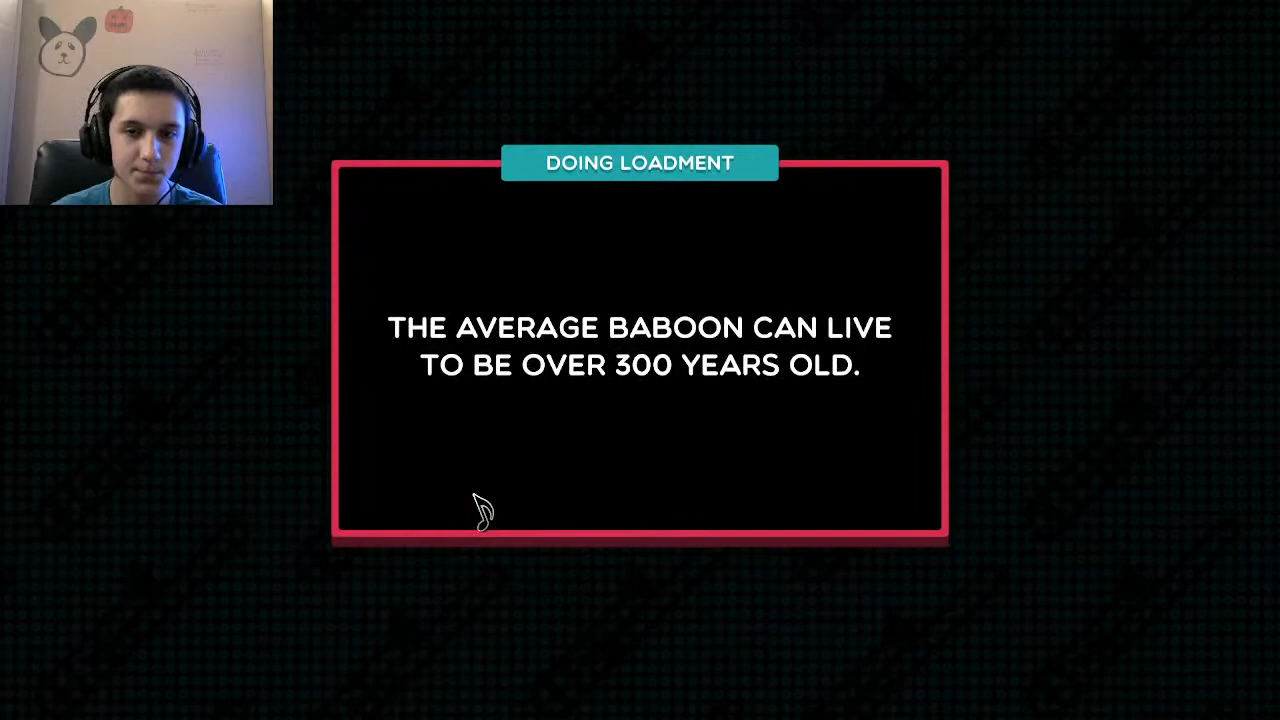 DOING LOADMENT
THE AVERAGE BABOON CAN LIVE
TO BE OVER 300 YEARS OLD.